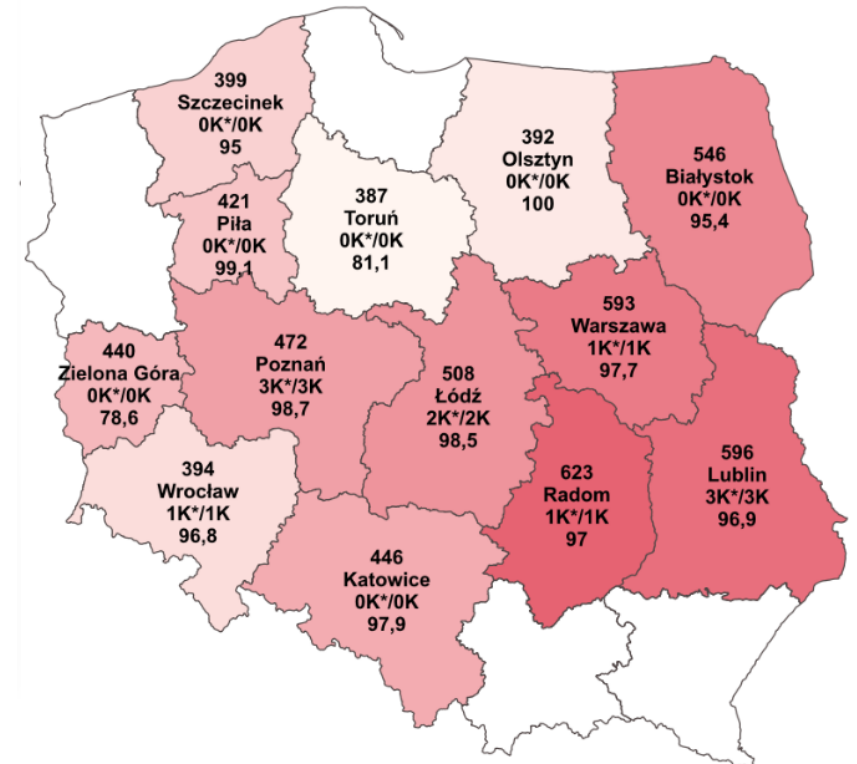 399
Szczecinek
0K*/0K
95
392
Olsztyn
0K*/0K
100
546
Białystok
0K*/0K
95,4
421
Piła
0K*/0K
99,1
387
Toruń
0K*/0K
81,1
593
Warszawa
1K*/1K
97,7
440
Zielona Góra
0K*/0K
78,6
472
Poznań
3K*/3K
98,7
508
Łódź
2K*/2K
98,5
394
Wrocław
1K*/1K
96,8
623
Radom
1K*/1K
97
596
Lublin
3K*/3K
96,9
446
Katowice
0K*/0K
97,9